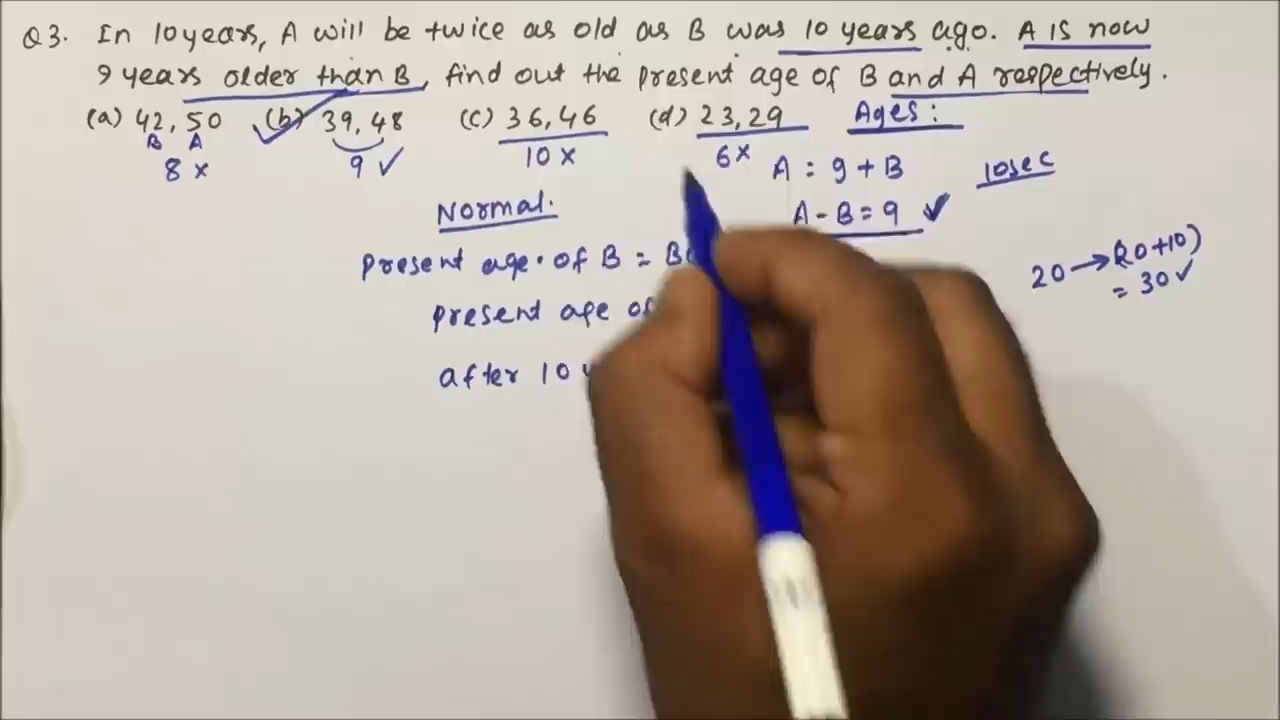 Q3. In 10 years, A will be twice as old as B was 10 years ago. A is now
9 years older than B, find out the present age of B and A respectively.
(a) 42, 50 (b) 39, 48 (c) 36, 46 (d) 23, 29 Ages:
B A
8 x 9 ✓ 10 x 6 x
A : 9 + B 10 sec
Normal. A - B = 9 ✓
Present age of B = B
20 → (20+10)
= 30 ✓
Present age of
after 10